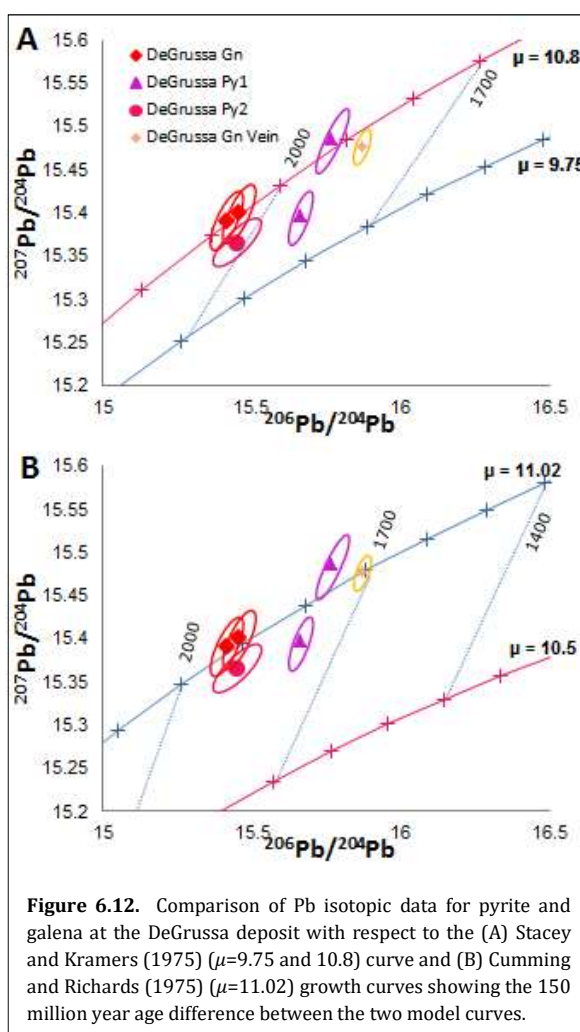 A
15.6
15.55
15.5
15.45
15.4
15.35
15.3
15.25
15.2
207Pb/204Pb
DeGrussa Gn
DeGrussa Py1
DeGrussa Py2
DeGrussa Gn Vein
μ = 10.8
1700
2000
μ = 9.75
15
15.5
16
16.5
206Pb/204Pb
B
15.6
15.55
15.5
15.45
15.4
15.35
15.3
15.25
15.2
207Pb/204Pb
μ = 11.02
1700
1400
2000
μ = 10.5
15
15.5
16
16.5
206Pb/204Pb
Figure 6.12. Comparison of Pb isotopic data for pyrite and
galena at the DeGrussa deposit with respect to the (A) Stacey
and Kramers (1975) (μ=9.75 and 10.8) curve and (B) Cumming
and Richards (1975) (μ=11.02) growth curves showing the 150
million year age difference between the two model curves.